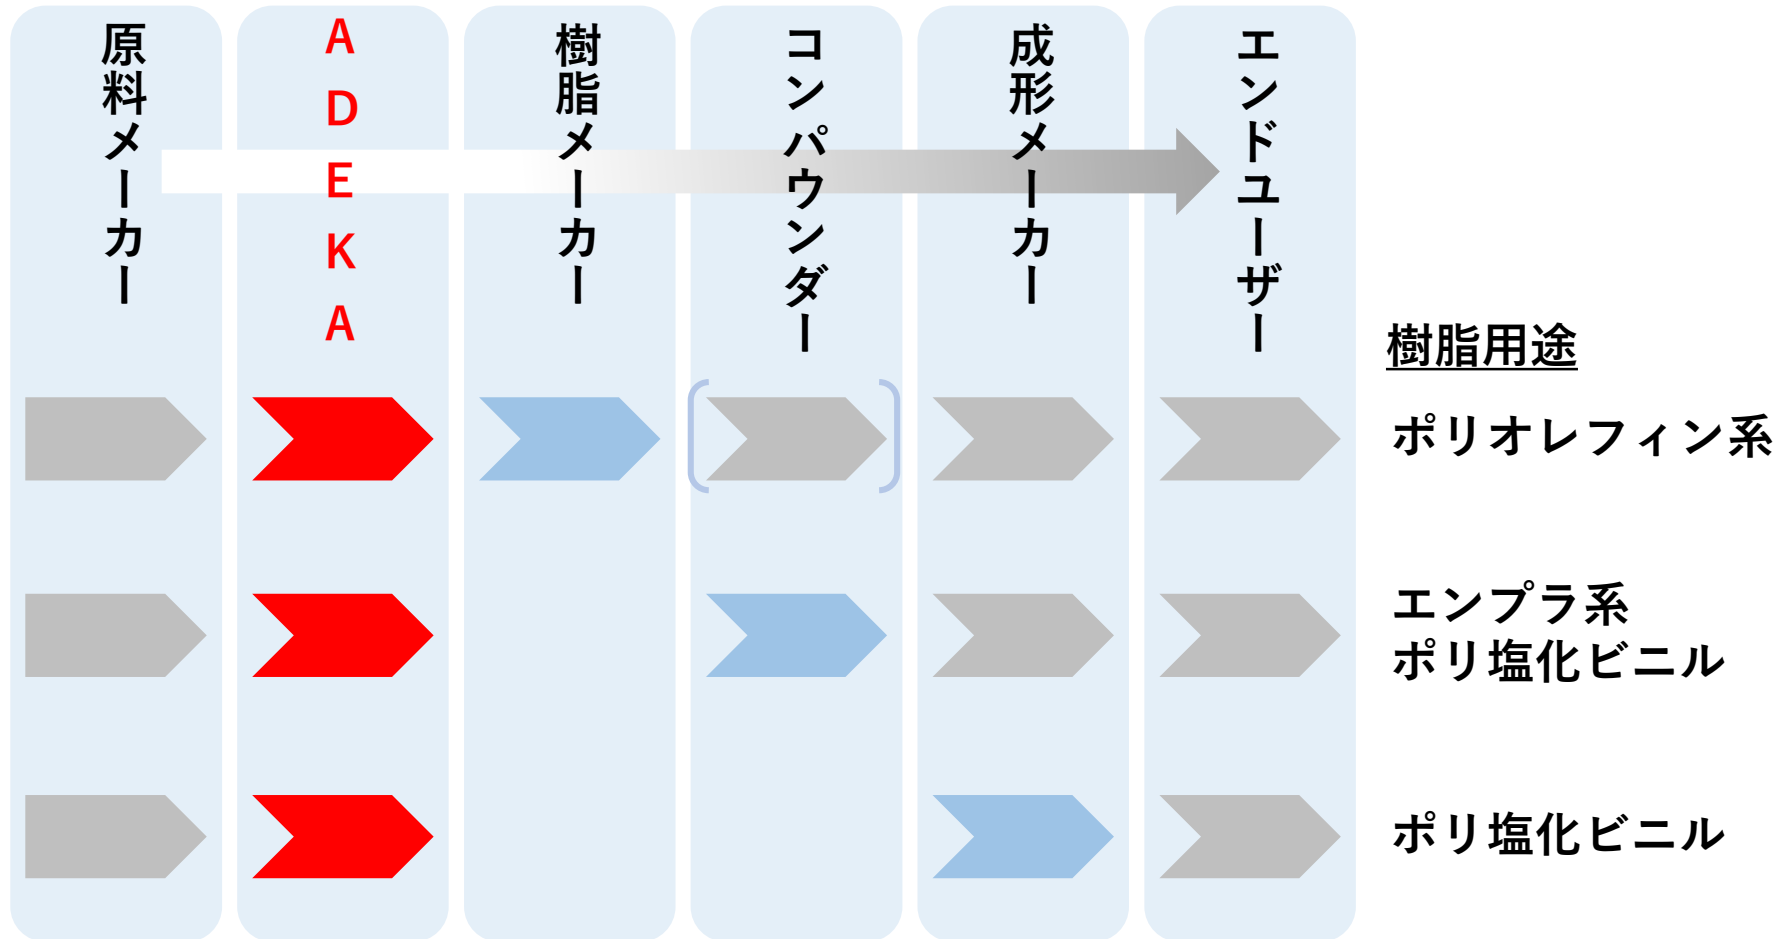 原料メーカー
ADEKA
樹脂メーカー
コンパウンダー
成形メーカー
エンドユーザー
樹脂用途
ポリオレフィン系
エンプラ系
ポリ塩化ビニル
ポリ塩化ビニル